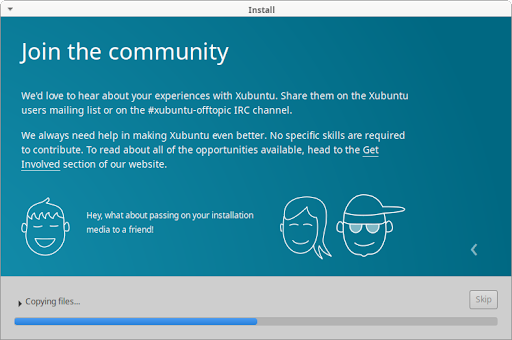 Install
Join the community
We'd love to hear about your experiences with Xubuntu. Share them on the Xubuntu
users mailing list or on the #xubuntu-offtopic IRC channel.
We always need help in making Xubuntu even better. No specific skills are required
to contribute. To read about all of the opportunities available, head to the Get
Involved section of our website.
Hey, what about passing on your installation
media to a friend!
Copying files...
Skip